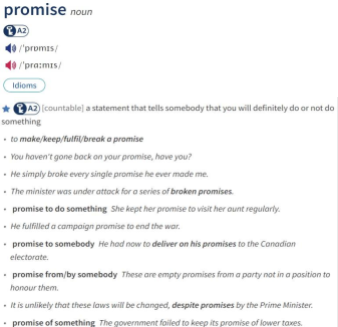 promise noun
A2
/ˈprɒmɪs/
/ˈprɑːmɪs/
Idioms
A2 [countable] a statement that tells somebody that you will definitely do or not do
something
• to make/keep/fulfil/break a promise
• You haven't gone back on your promise, have you?
• He simply broke every single promise he ever made me.
• The minister was under attack for a series of broken promises.
• promise to do something She kept her promise to visit her aunt regularly.
• He fulfilled a campaign promise to end the war.
• promise to somebody He had now to deliver on his promises to the Canadian
electorate.
• promise from/by somebody These are empty promises from a party not in a position to
honour them.
• It is unlikely that these laws will be changed, despite promises by the Prime Minister.
• promise of something The government failed to keep its promise of lower taxes.